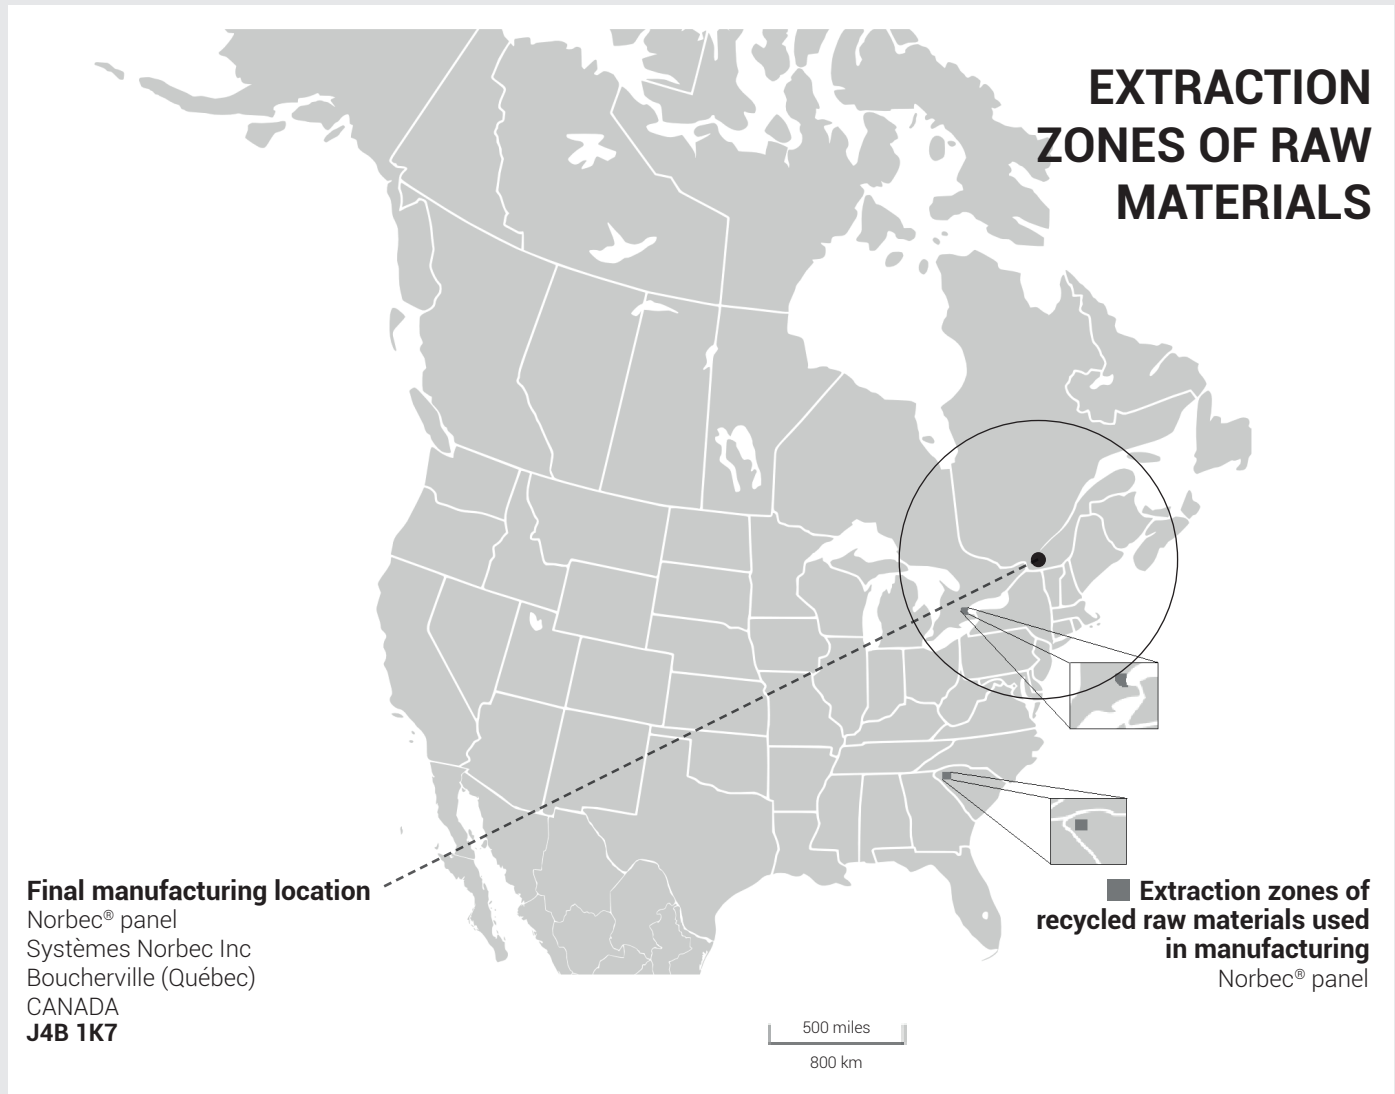 EXTRACTION
ZONES OF RAW
MATERIALS
Final manufacturing location
Norbec® panel
Systèmes Norbec Inc
Boucherville (Québec)
CANADA
J4B 1K7
Extraction zones of
recycled raw materials used
in manufacturing
Norbec® panel
500 miles
800 km